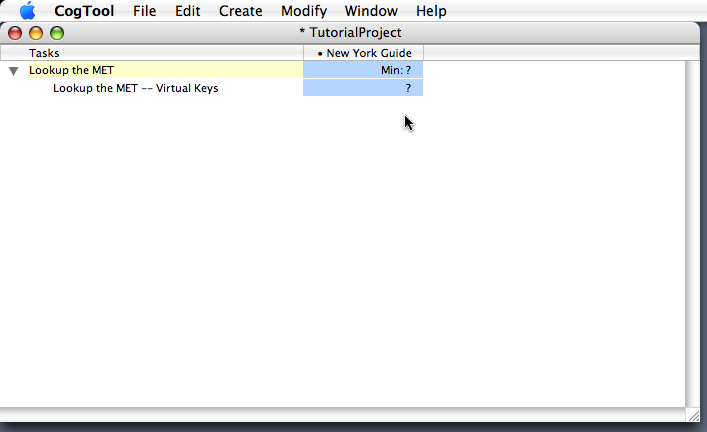 CogTool File Edit Create Modify Window Help
* TutorialProject
Tasks • New York Guide
Lookup the MET Min: ?
Lookup the MET -- Virtual Keys ?